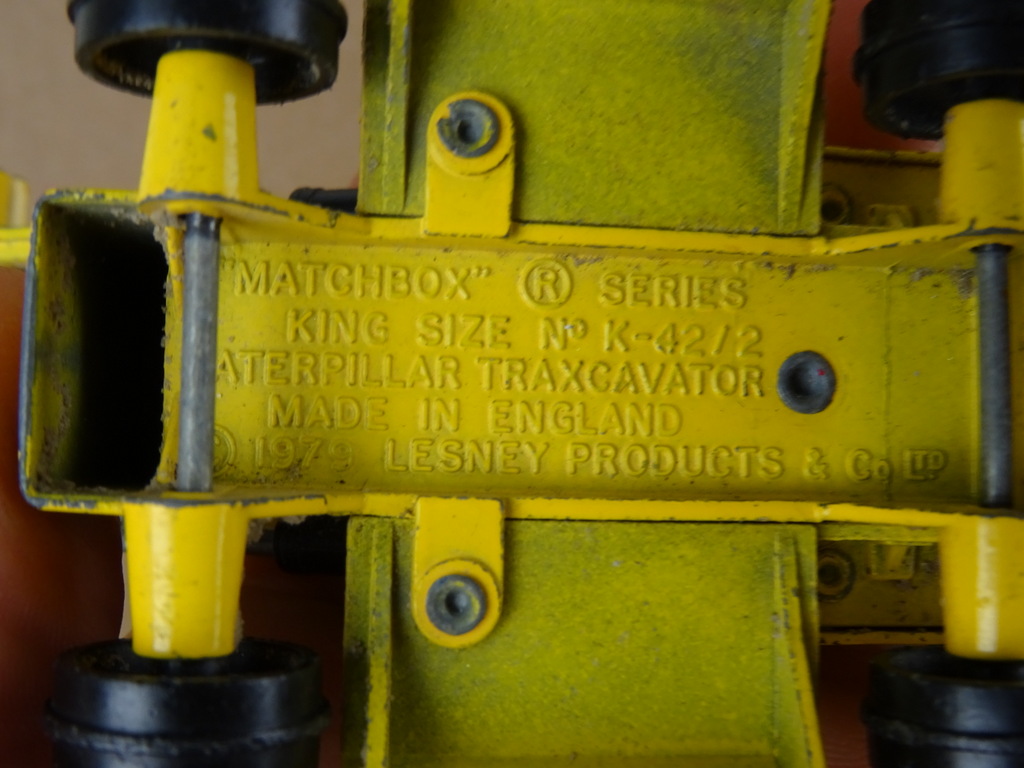 "MATCHBOX" ® SERIES
KING SIZE Nº K-42/2
ATERPILLAR TRAXCAVATOR
MADE IN ENGLAND
© 1979 LESNEY PRODUCTS & Co LTD